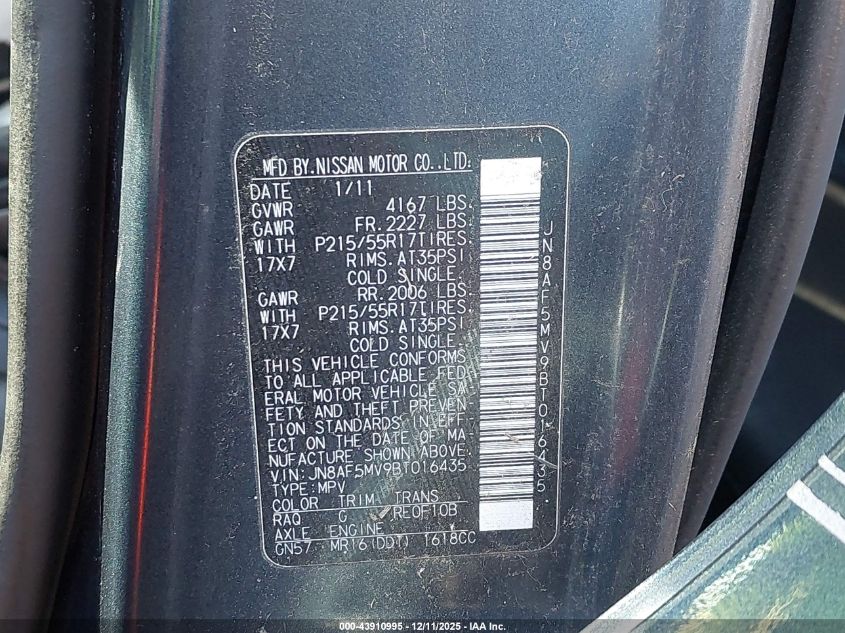 MFD BY.NISSAN MOTOR CO.,LTD.
DATE 1/11
GVWR 4167 LBS.
GAWR FR.2227 LBS.
WITH P215/55R17TIRES.
17X7 RIMS.AT35PSI
COLD SINGLE.
GAWR RR.2006 LBS.
WITH P215/55R17TIRES.
17X7 RIMS.AT35PSI
COLD SINGLE.
THIS VEHICLE CONFORMS
TO ALL APPLICABLE FED
ERAL MOTOR VEHICLE SA
FETY AND THEFT PREVEN
TION STANDARDS IN EFF
ECT ON THE DATE OF MA
NUFACTURE SHOWN ABOVE.
VIN:JN8AF5MV9BT016435
TYPE:MPV
COLOR TRIM TRANS
RAQ G RE0F10B
AXLE ENGINE
GN57 MR16(DDT) 1618CC
JN8AF5MV9BT016435
000-43910995 - 12/11/2025 - IAA Inc.